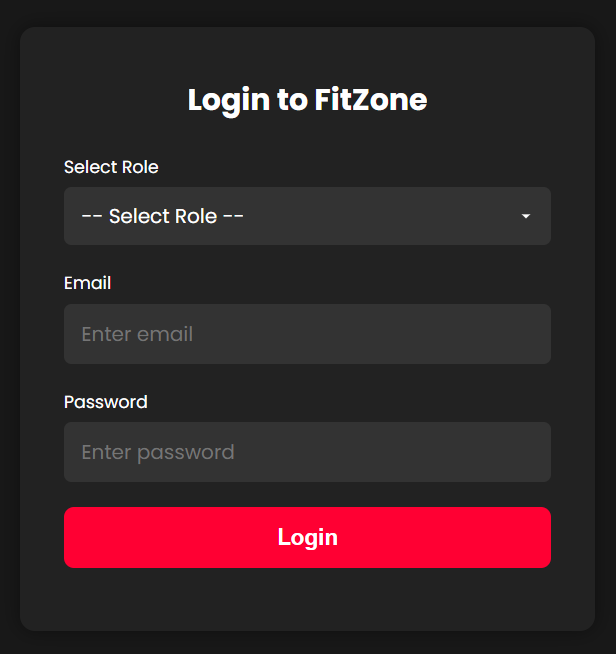 Login to FitZone
Select Role
-- Select Role --
Email
Enter email
Password
Enter password
Login